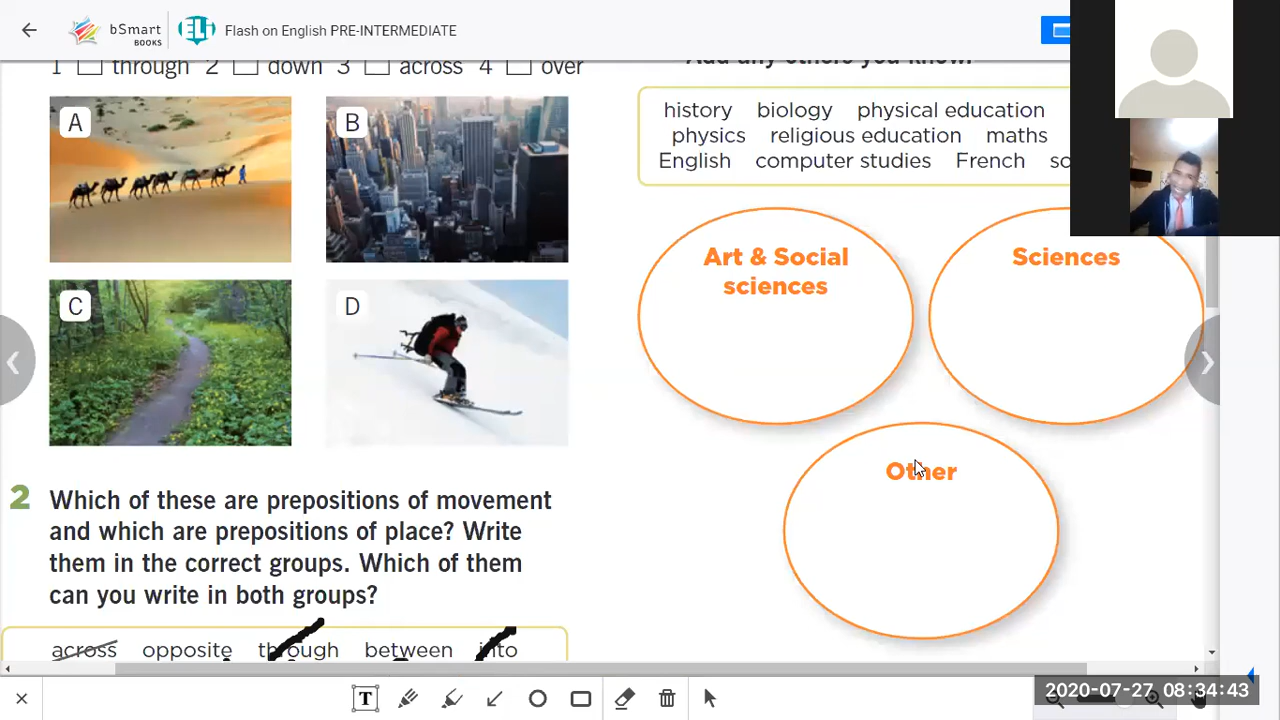 bSmart
BOOKS
ELi
Flash on English PRE-INTERMEDIATE
1 through 2 down 3 across 4 over
A
B
C
D
2 Which of these are prepositions of movement
and which are prepositions of place? Write
them in the correct groups. Which of them
can you write in both groups?
across opposite through between into
Add any others you know.
history biology physical education
physics religious education maths
English computer studies French
Art & Social
sciences
Sciences
Other
T
2020-07-27 08:34:43